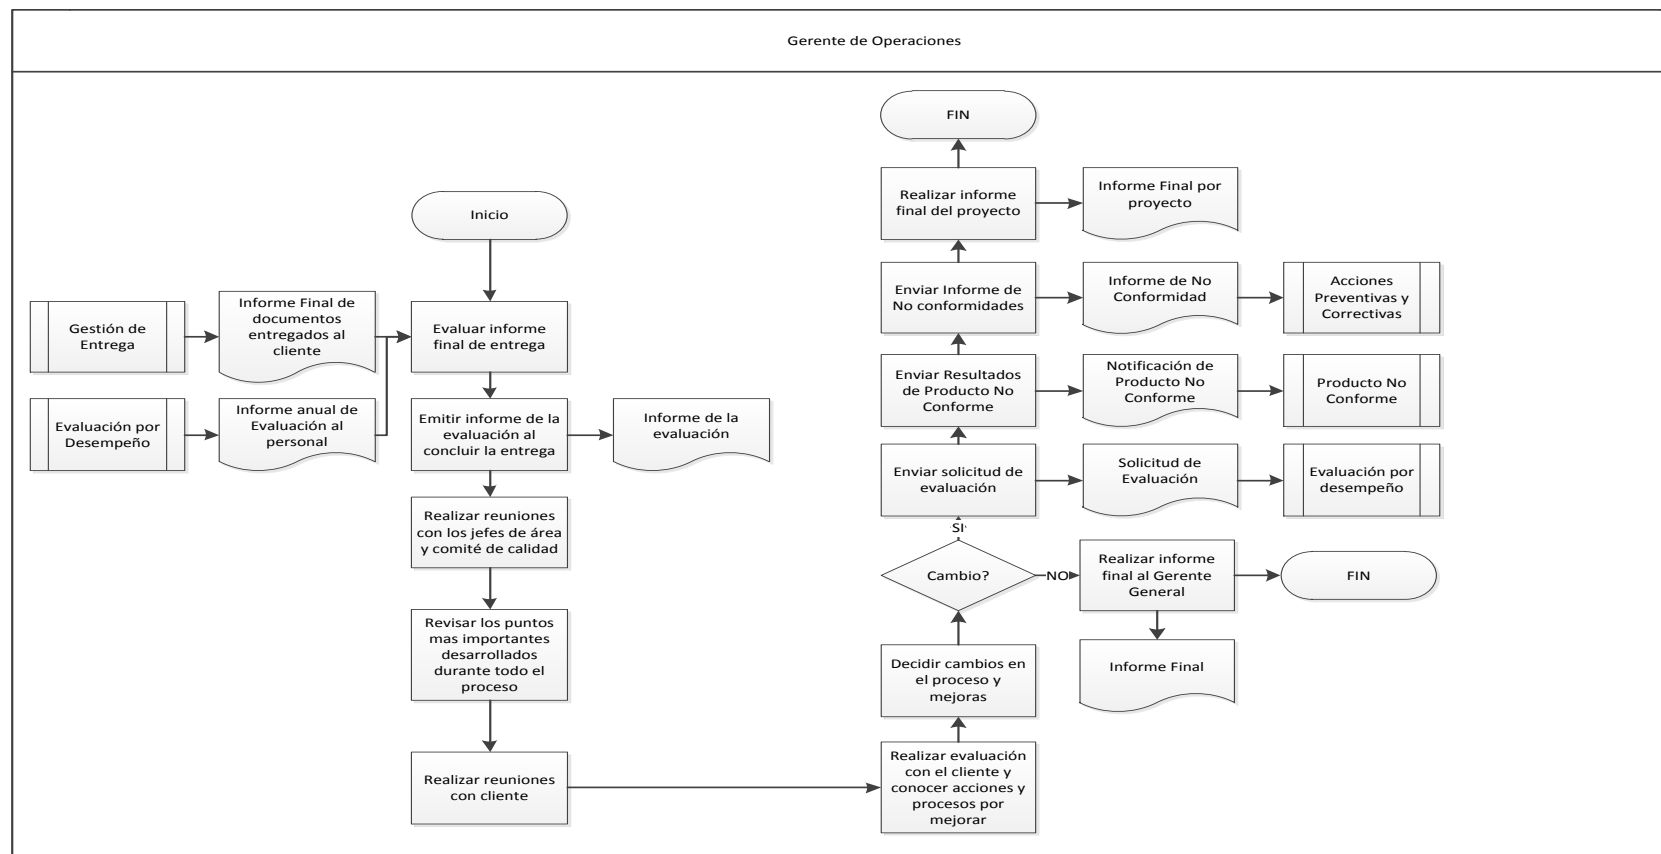 Gerente de Operaciones
Inicio
Gestión de
Entrega
Informe Final de
documentos
entregados al
cliente
Evaluar informe
final de entrega
Evaluación por
Desempeño
Informe anual de
Evaluación al
personal
Emitir informe de la
evaluación al
concluir la entrega
Informe de la
evaluación
Realizar reuniones
con los jefes de área
y comité de calidad
Revisar los puntos
mas importantes
desarrollados
durante todo el
proceso
Realizar reuniones
con cliente
Realizar evaluación
con el cliente y
conocer acciones y
procesos por
mejorar
Decidir cambios en
el proceso y
mejoras
Cambio?
NO
Realizar informe
final al Gerente
General
FIN
Informe Final
SI
Enviar solicitud de
evaluación
Solicitud de
Evaluación
Evaluación por
desempeño
Enviar Resultados
de Producto No
Conforme
Notificación de
Producto No
Conforme
Producto No
Conforme
Enviar Informe de
No conformidades
Informe de No
Conformidad
Acciones
Preventivas y
Correctivas
Realizar informe
final del proyecto
Informe Final por
proyecto
FIN